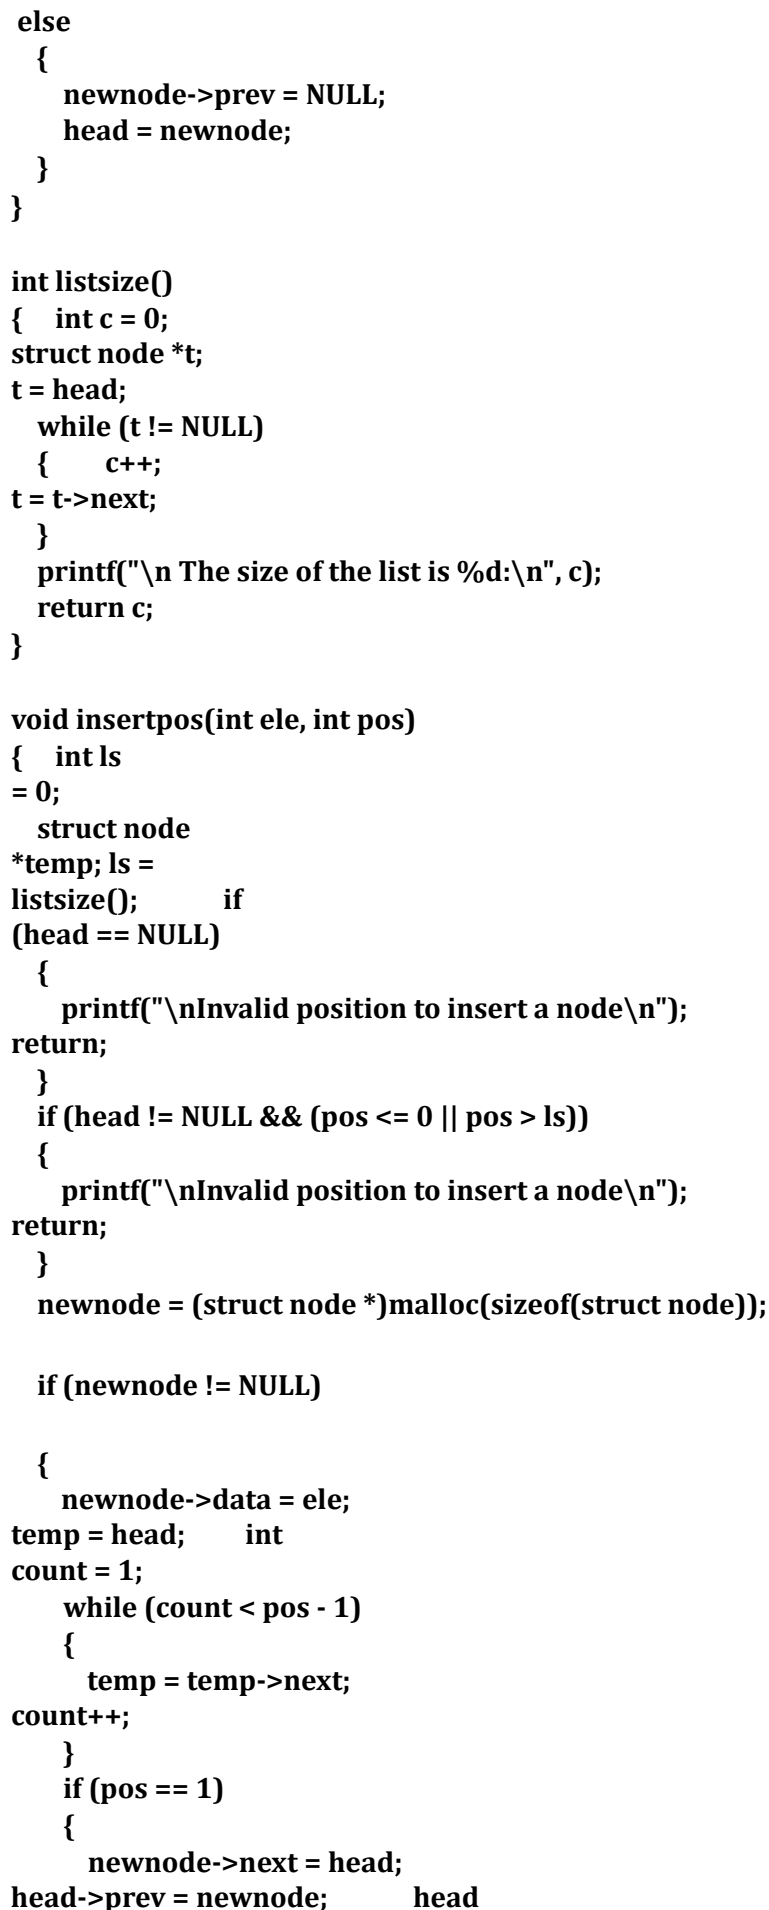 else
{
newnode->prev = NULL;
head = newnode;
}
}
int listsize()
{ int c = 0;
struct node *t;
t = head;
while (t != NULL)
{ c++;
t = t->next;
}
printf("\n The size of the list is %d:\n", c);
return c;
}
void insertpos(int ele, int pos)
{ int ls
= 0;
struct node
*temp; ls =
listsize(); if
(head == NULL)
{
printf("\nInvalid position to insert a node\n");
return;
}
if (head != NULL && (pos <= 0 || pos > ls))
{
printf("\nInvalid position to insert a node\n");
return;
}
newnode = (struct node *)malloc(sizeof(struct node));
if (newnode != NULL)
{
newnode->data = ele;
temp = head; int
count = 1;
while (count < pos - 1)
{
temp = temp->next;
count++;
}
if (pos == 1)
{
newnode->next = head;
head->prev = newnode; head